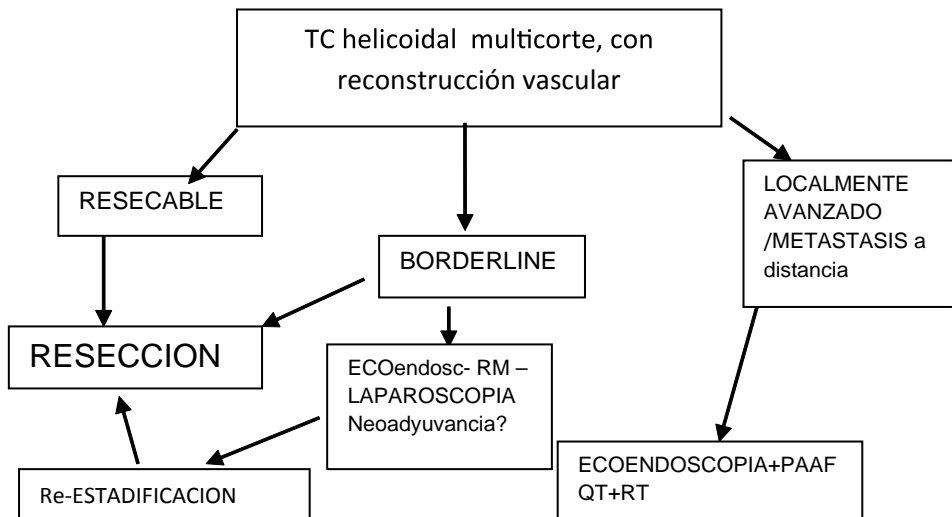 TC helicoidal multicorte, con
reconstrucción vascular
RESECABLE
LOCALMENTE
AVANZADO
/METASTASIS a
distancia
BORDERLINE
RESECCION
ECOendosc- RM –
LAPAROSCOPIA
Neoadyuvancia?
Re-ESTADIFICACION
ECOENDOSCOPIA+PAAF
QT+RT